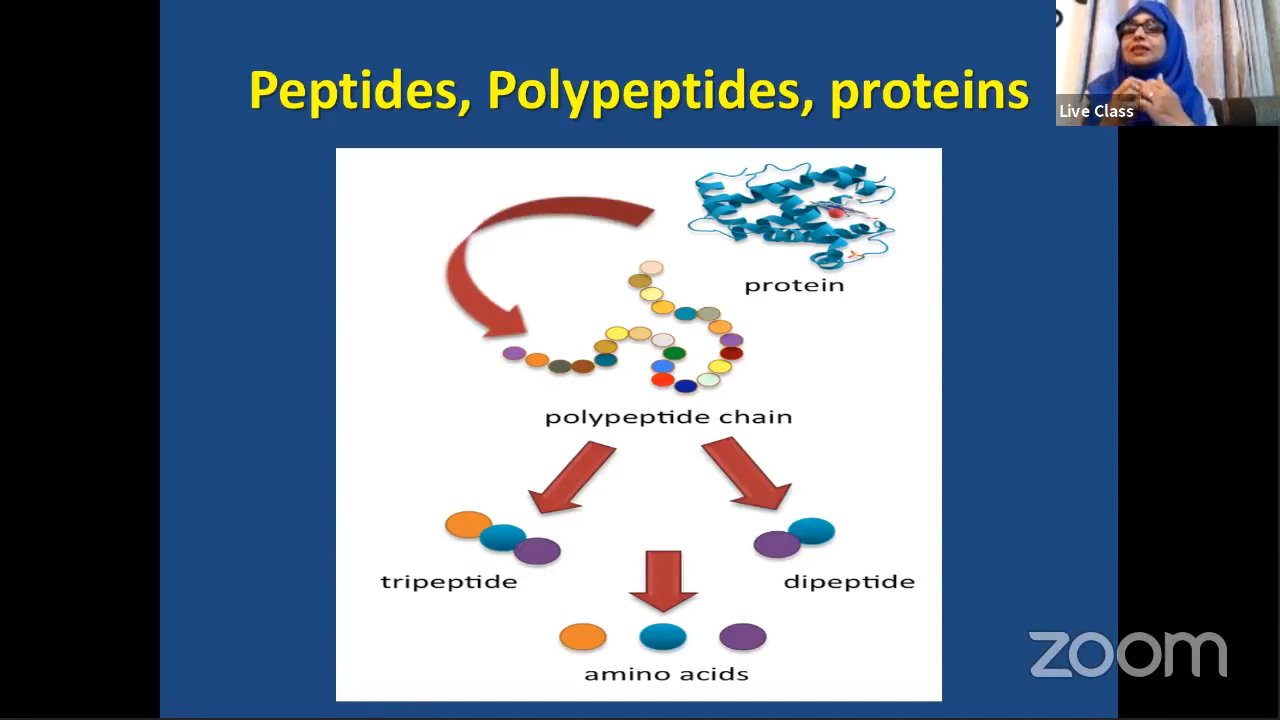 Peptides, Polypeptides, proteins
Live Class
protein
polypeptide chain
tripeptide
dipeptide
amino acids
zoom